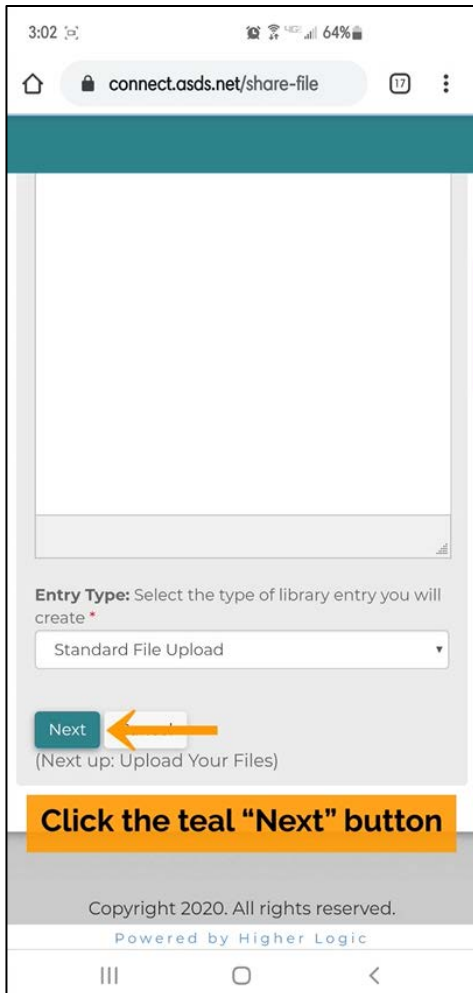 3:02 4G 64%
connect.asds.net/share-file 17
Entry Type: Select the type of library entry you will
create *
Standard File Upload
Next
(Next up: Upload Your Files)
Click the teal “Next” button
Copyright 2020. All rights reserved.
Powered by Higher Logic